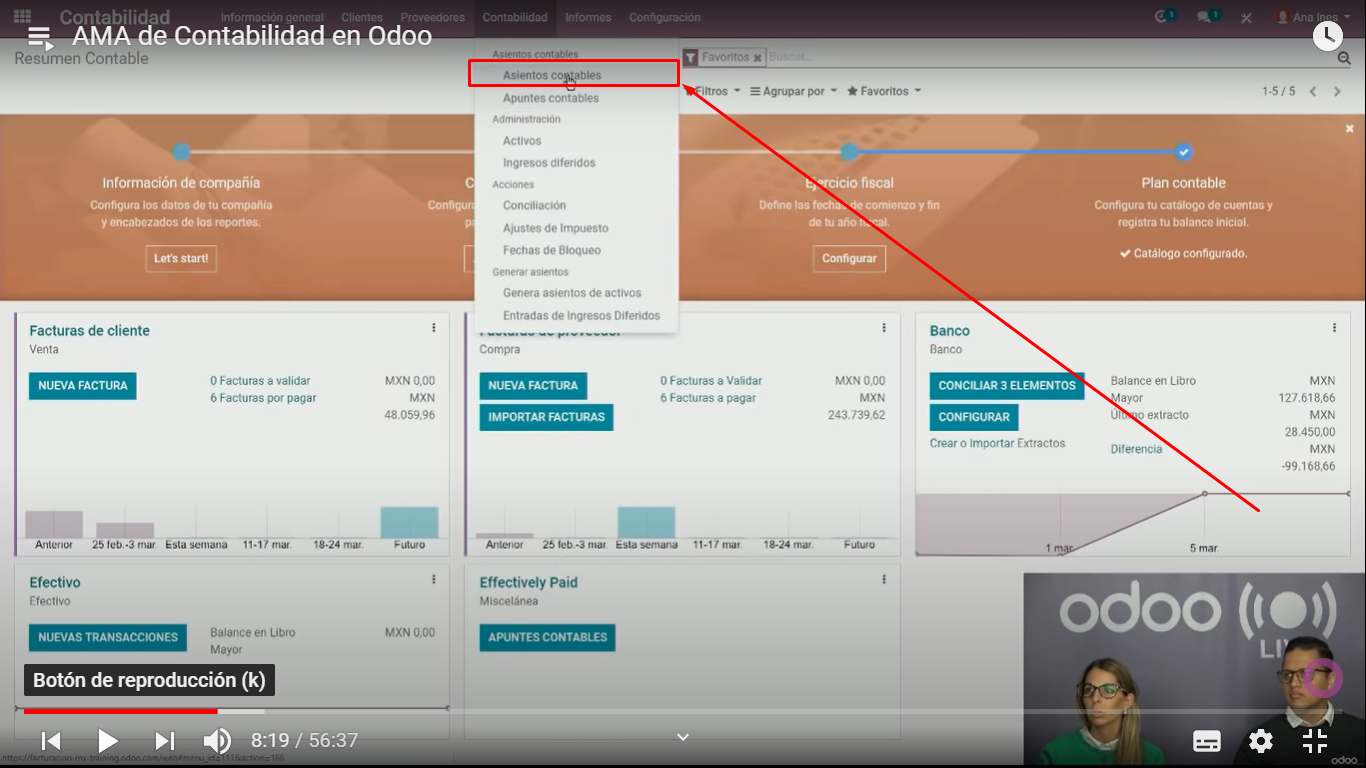 Contabilidad Información general Clientes Proveedores Contabilidad Informes Configuración 1 1 Ana Ines
AMA de Contabilidad en Odoo
Resumen Contable
Favoritos Buscar...
Filtros Agrupar por Favoritos 1-5 / 5
Asientos contables
Asientos contables
Apuntes contables
Administración
Activos
Ingresos diferidos
Acciones
Conciliación
Ajustes de Impuesto
Fechas de Bloqueo
Generar asientos
Genera asientos de activos
Entradas de Ingresos Diferidos
Información de compañía
Configura los datos de tu compañía
y encabezados de los reportes.
Let's start!
Ejercicio fiscal
Define las fechas de comienzo y fin
de tu año fiscal.
Configurar
Plan contable
Configura tu catálogo de cuentas y
registra tu balance inicial.
Catálogo configurado.
Facturas de cliente
Venta
NUEVA FACTURA
0 Facturas a validar MXN 0,00
6 Facturas por pagar MXN
48.059,96
Anterior 25 feb.-3 mar. Esta semana 11-17 mar. 18-24 mar. Futuro
Facturas de proveedor
Compra
NUEVA FACTURA
IMPORTAR FACTURAS
0 Facturas a Validar MXN 0,00
6 Facturas a pagar MXN
243.739,62
Anterior 25 feb.-3 mar. Esta semana 11-17 mar. 18-24 mar. Futuro
Banco
Banco
CONCILIAR 3 ELEMENTOS
CONFIGURAR
Crear o Importar Extractos
Balance en Libro MXN
Mayor 127.618,66
Último extracto MXN
28.450,00
Diferencia MXN
-99.168,66
1 mar. 5 mar.
Efectivo
Efectivo
NUEVAS TRANSACCIONES
Balance en Libro MXN 0,00
Mayor
Effectively Paid
Miscelánea
APUNTES CONTABLES
odoo
LIVE
Botón de reproducción (k)
8:19 / 56:37
https://facturacion-mx-training.odoo.com/web#menu_id=111&action=185
odoo